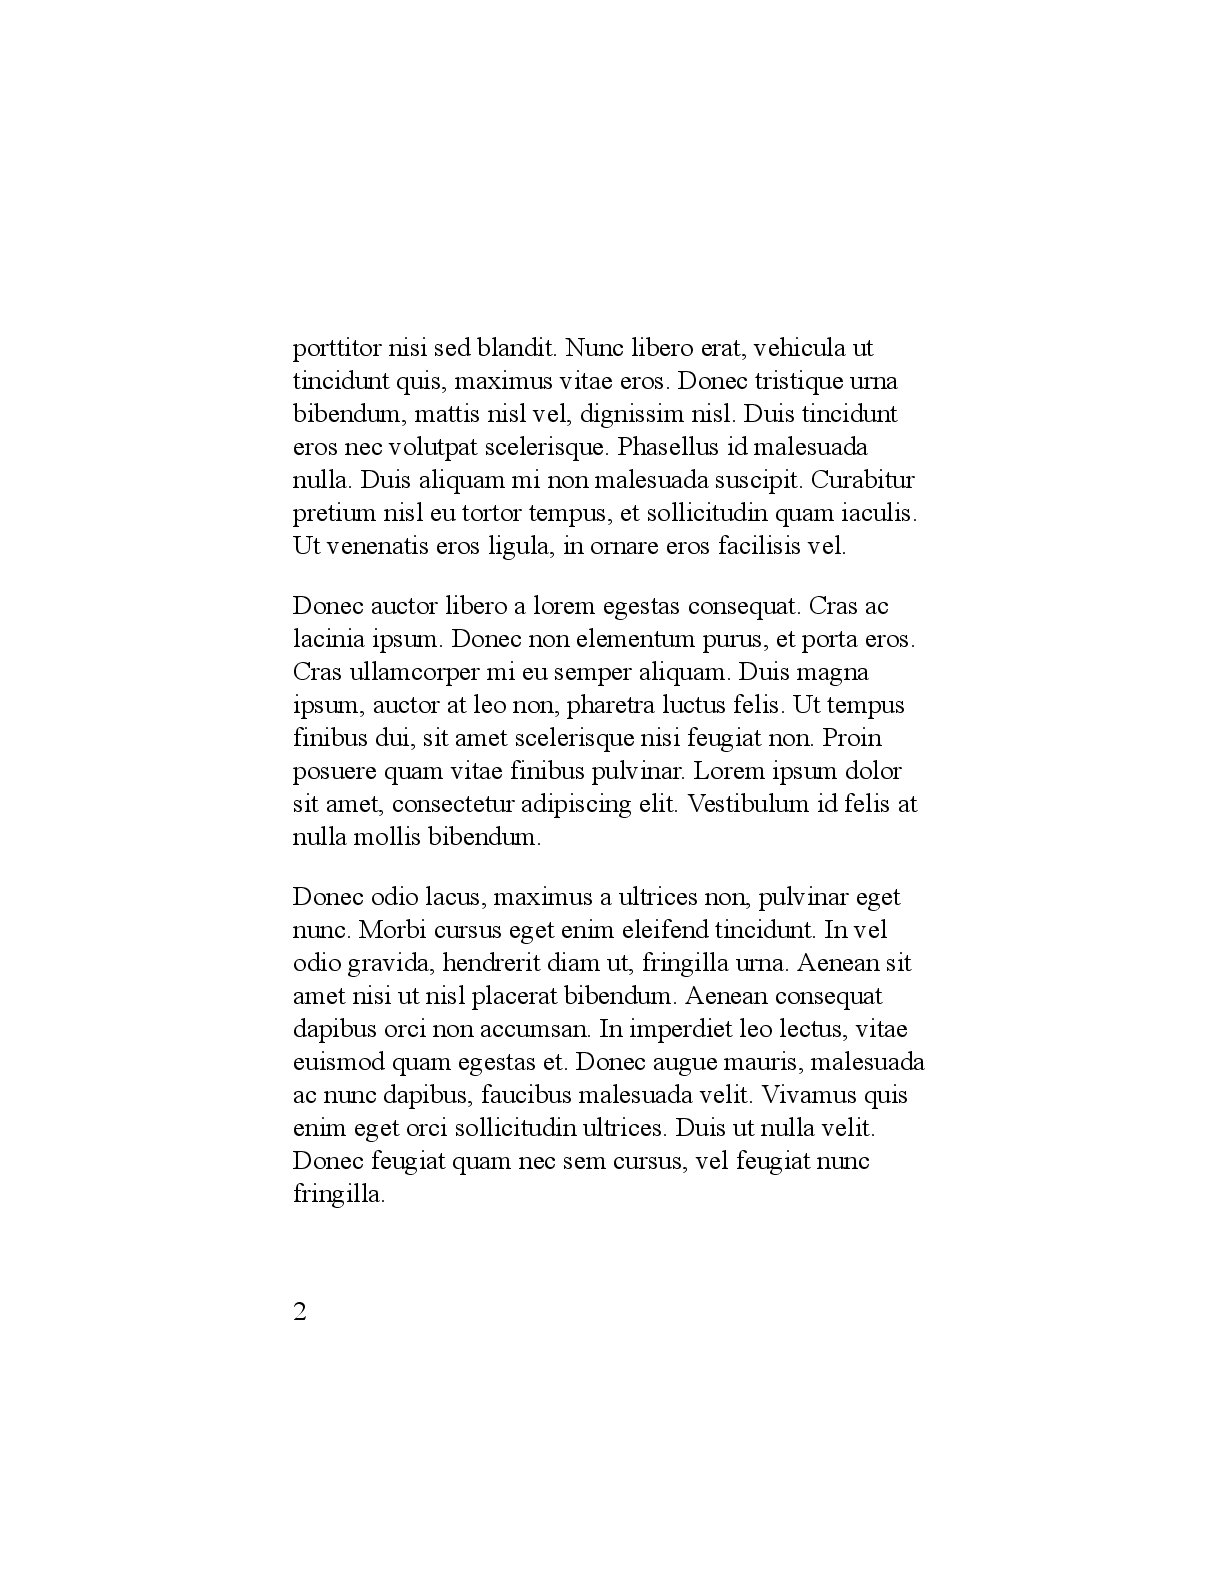 porttitor nisi sed blandit. Nunc libero erat, vehicula ut
tincidunt quis, maximus vitae eros. Donec tristique urna
bibendum, mattis nisl vel, dignissim nisl. Duis tincidunt
eros nec volutpat scelerisque. Phasellus id malesuada
nulla. Duis aliquam mi non malesuada suscipit. Curabitur
pretium nisl eu tortor tempus, et sollicitudin quam iaculis.
Ut venenatis eros ligula, in ornare eros facilisis vel.
Donec auctor libero a lorem egestas consequat. Cras ac
lacinia ipsum. Donec non elementum purus, et porta eros.
Cras ullamcorper mi eu semper aliquam. Duis magna
ipsum, auctor at leo non, pharetra luctus felis. Ut tempus
finibus dui, sit amet scelerisque nisi feugiat non. Proin
posuere quam vitae finibus pulvinar. Lorem ipsum dolor
sit amet, consectetur adipiscing elit. Vestibulum id felis at
nulla mollis bibendum.
Donec odio lacus, maximus a ultrices non, pulvinar eget
nunc. Morbi cursus eget enim eleifend tincidunt. In vel
odio gravida, hendrerit diam ut, fringilla urna. Aenean sit
amet nisi ut nisl placerat bibendum. Aenean consequat
dapibus orci non accumsan. In imperdiet leo lectus, vitae
euismod quam egestas et. Donec augue mauris, malesuada
ac nunc dapibus, faucibus malesuada velit. Vivamus quis
enim eget orci sollicitudin ultrices. Duis ut nulla velit.
Donec feugiat quam nec sem cursus, vel feugiat nunc
fringilla.
2